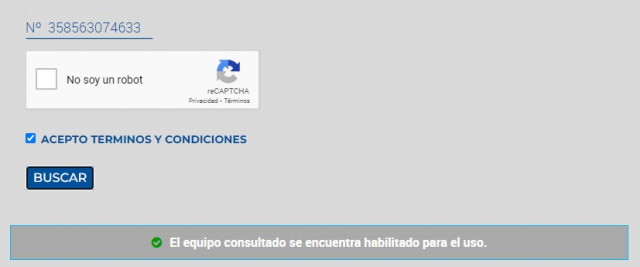 Nº 358563074633
No soy un robot
reCAPTCHA
Privacidad - Términos
ACEPTO TERMINOS Y CONDICIONES
BUSCAR
El equipo consultado se encuentra habilitado para el uso.